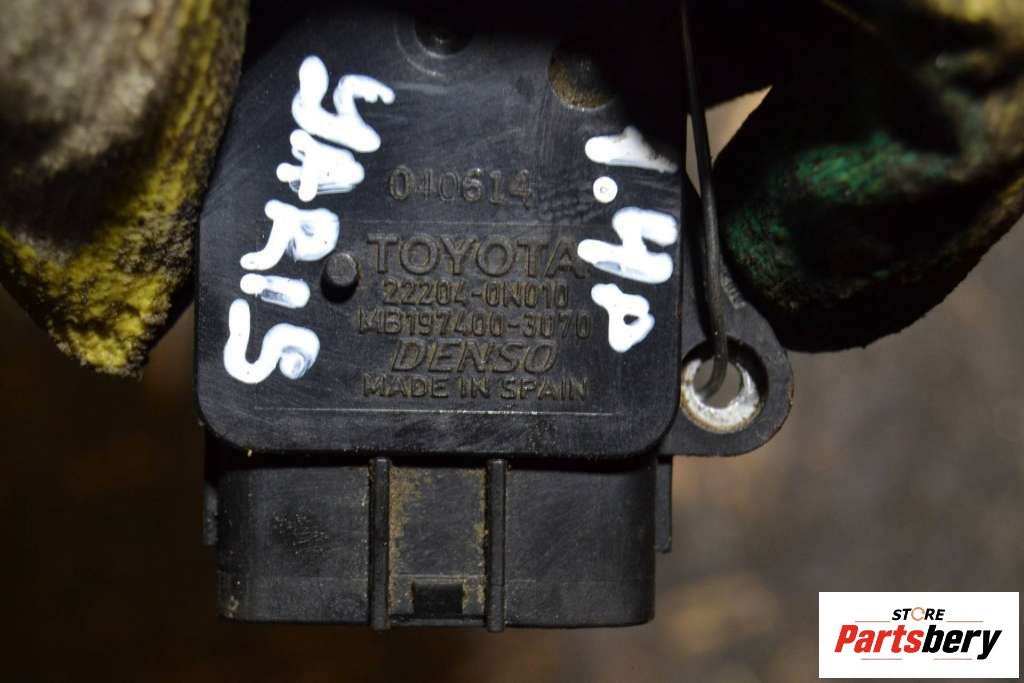 YARIS
1.4D
040614
TOYOTA
22204-0N010
MB197400-3070
DENSO
MADE IN SPAIN
STORE
Partsbery